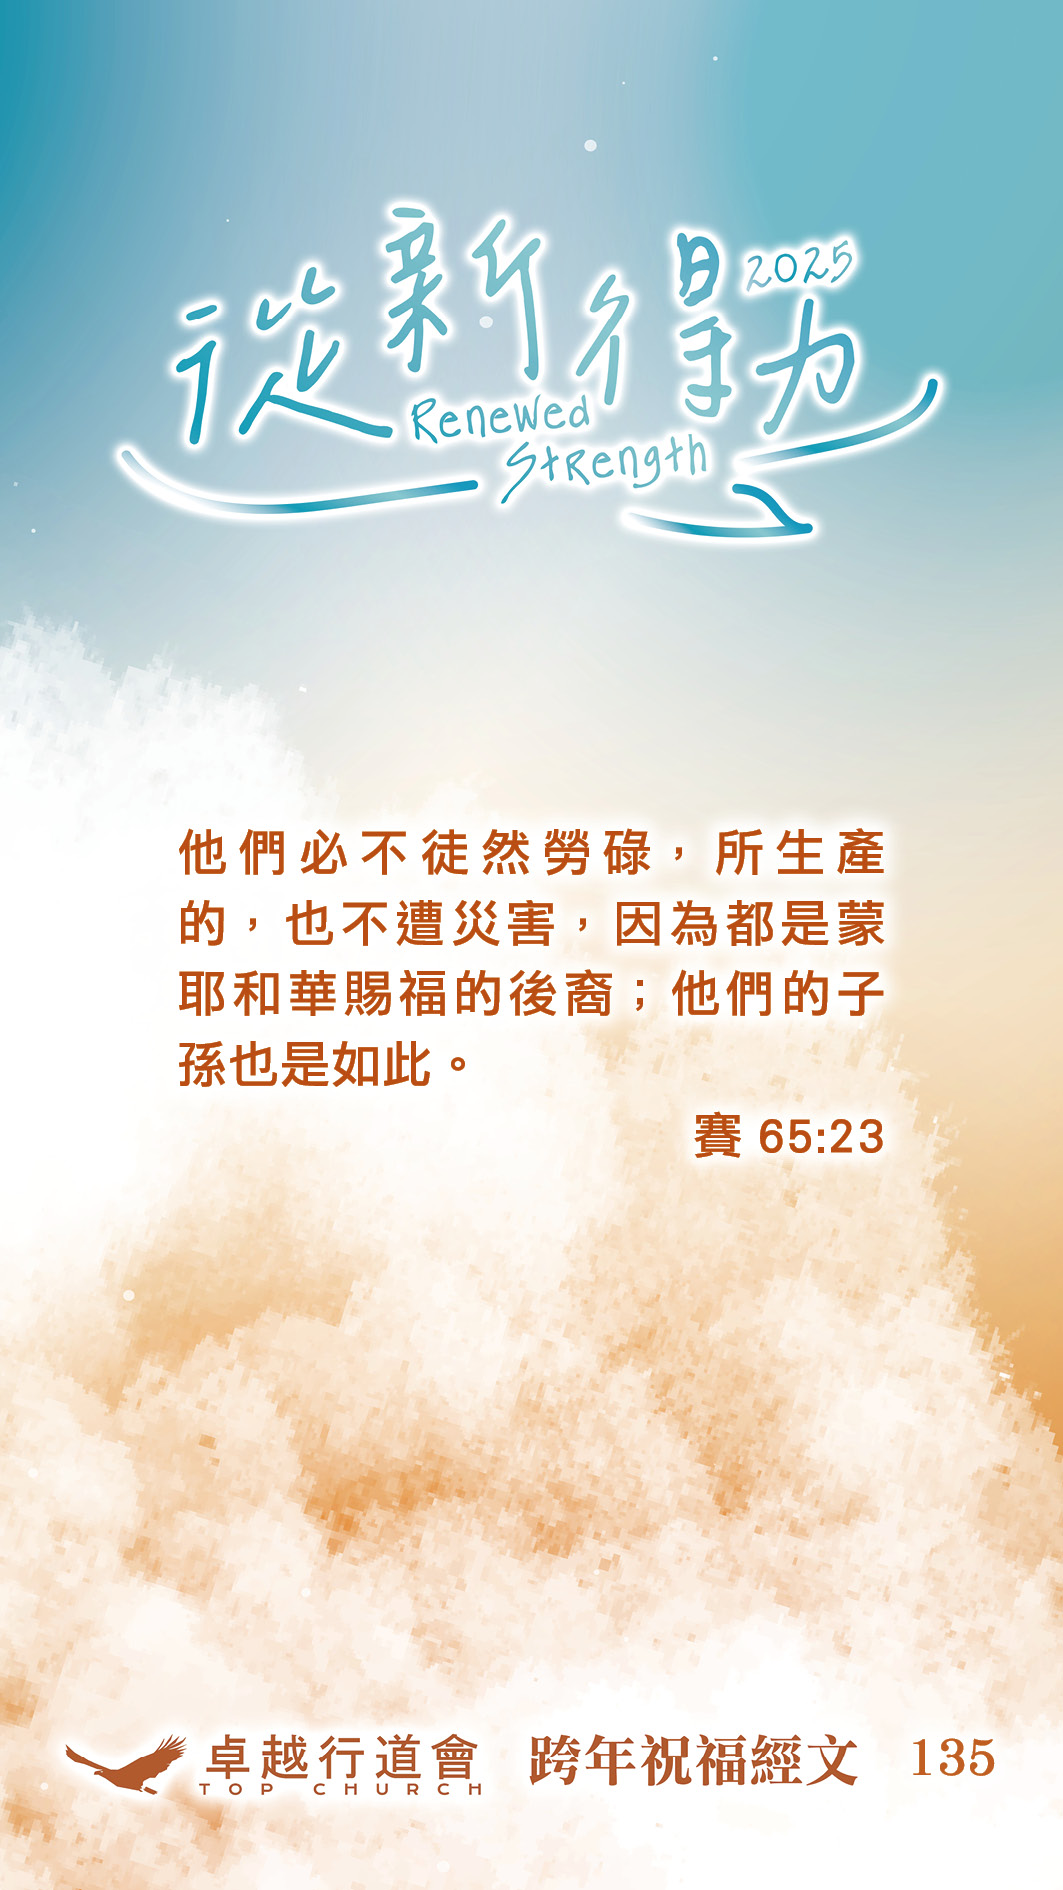 從新得力 2025
Renewed
Strength
他們必不徒然勞碌，所生產
的，也不遭災害，因為都是蒙
耶和華賜福的後裔；他們的子
孫也是如此。
賽 65:23
卓越行道會 跨年祝福經文 135
TOP CHURCH